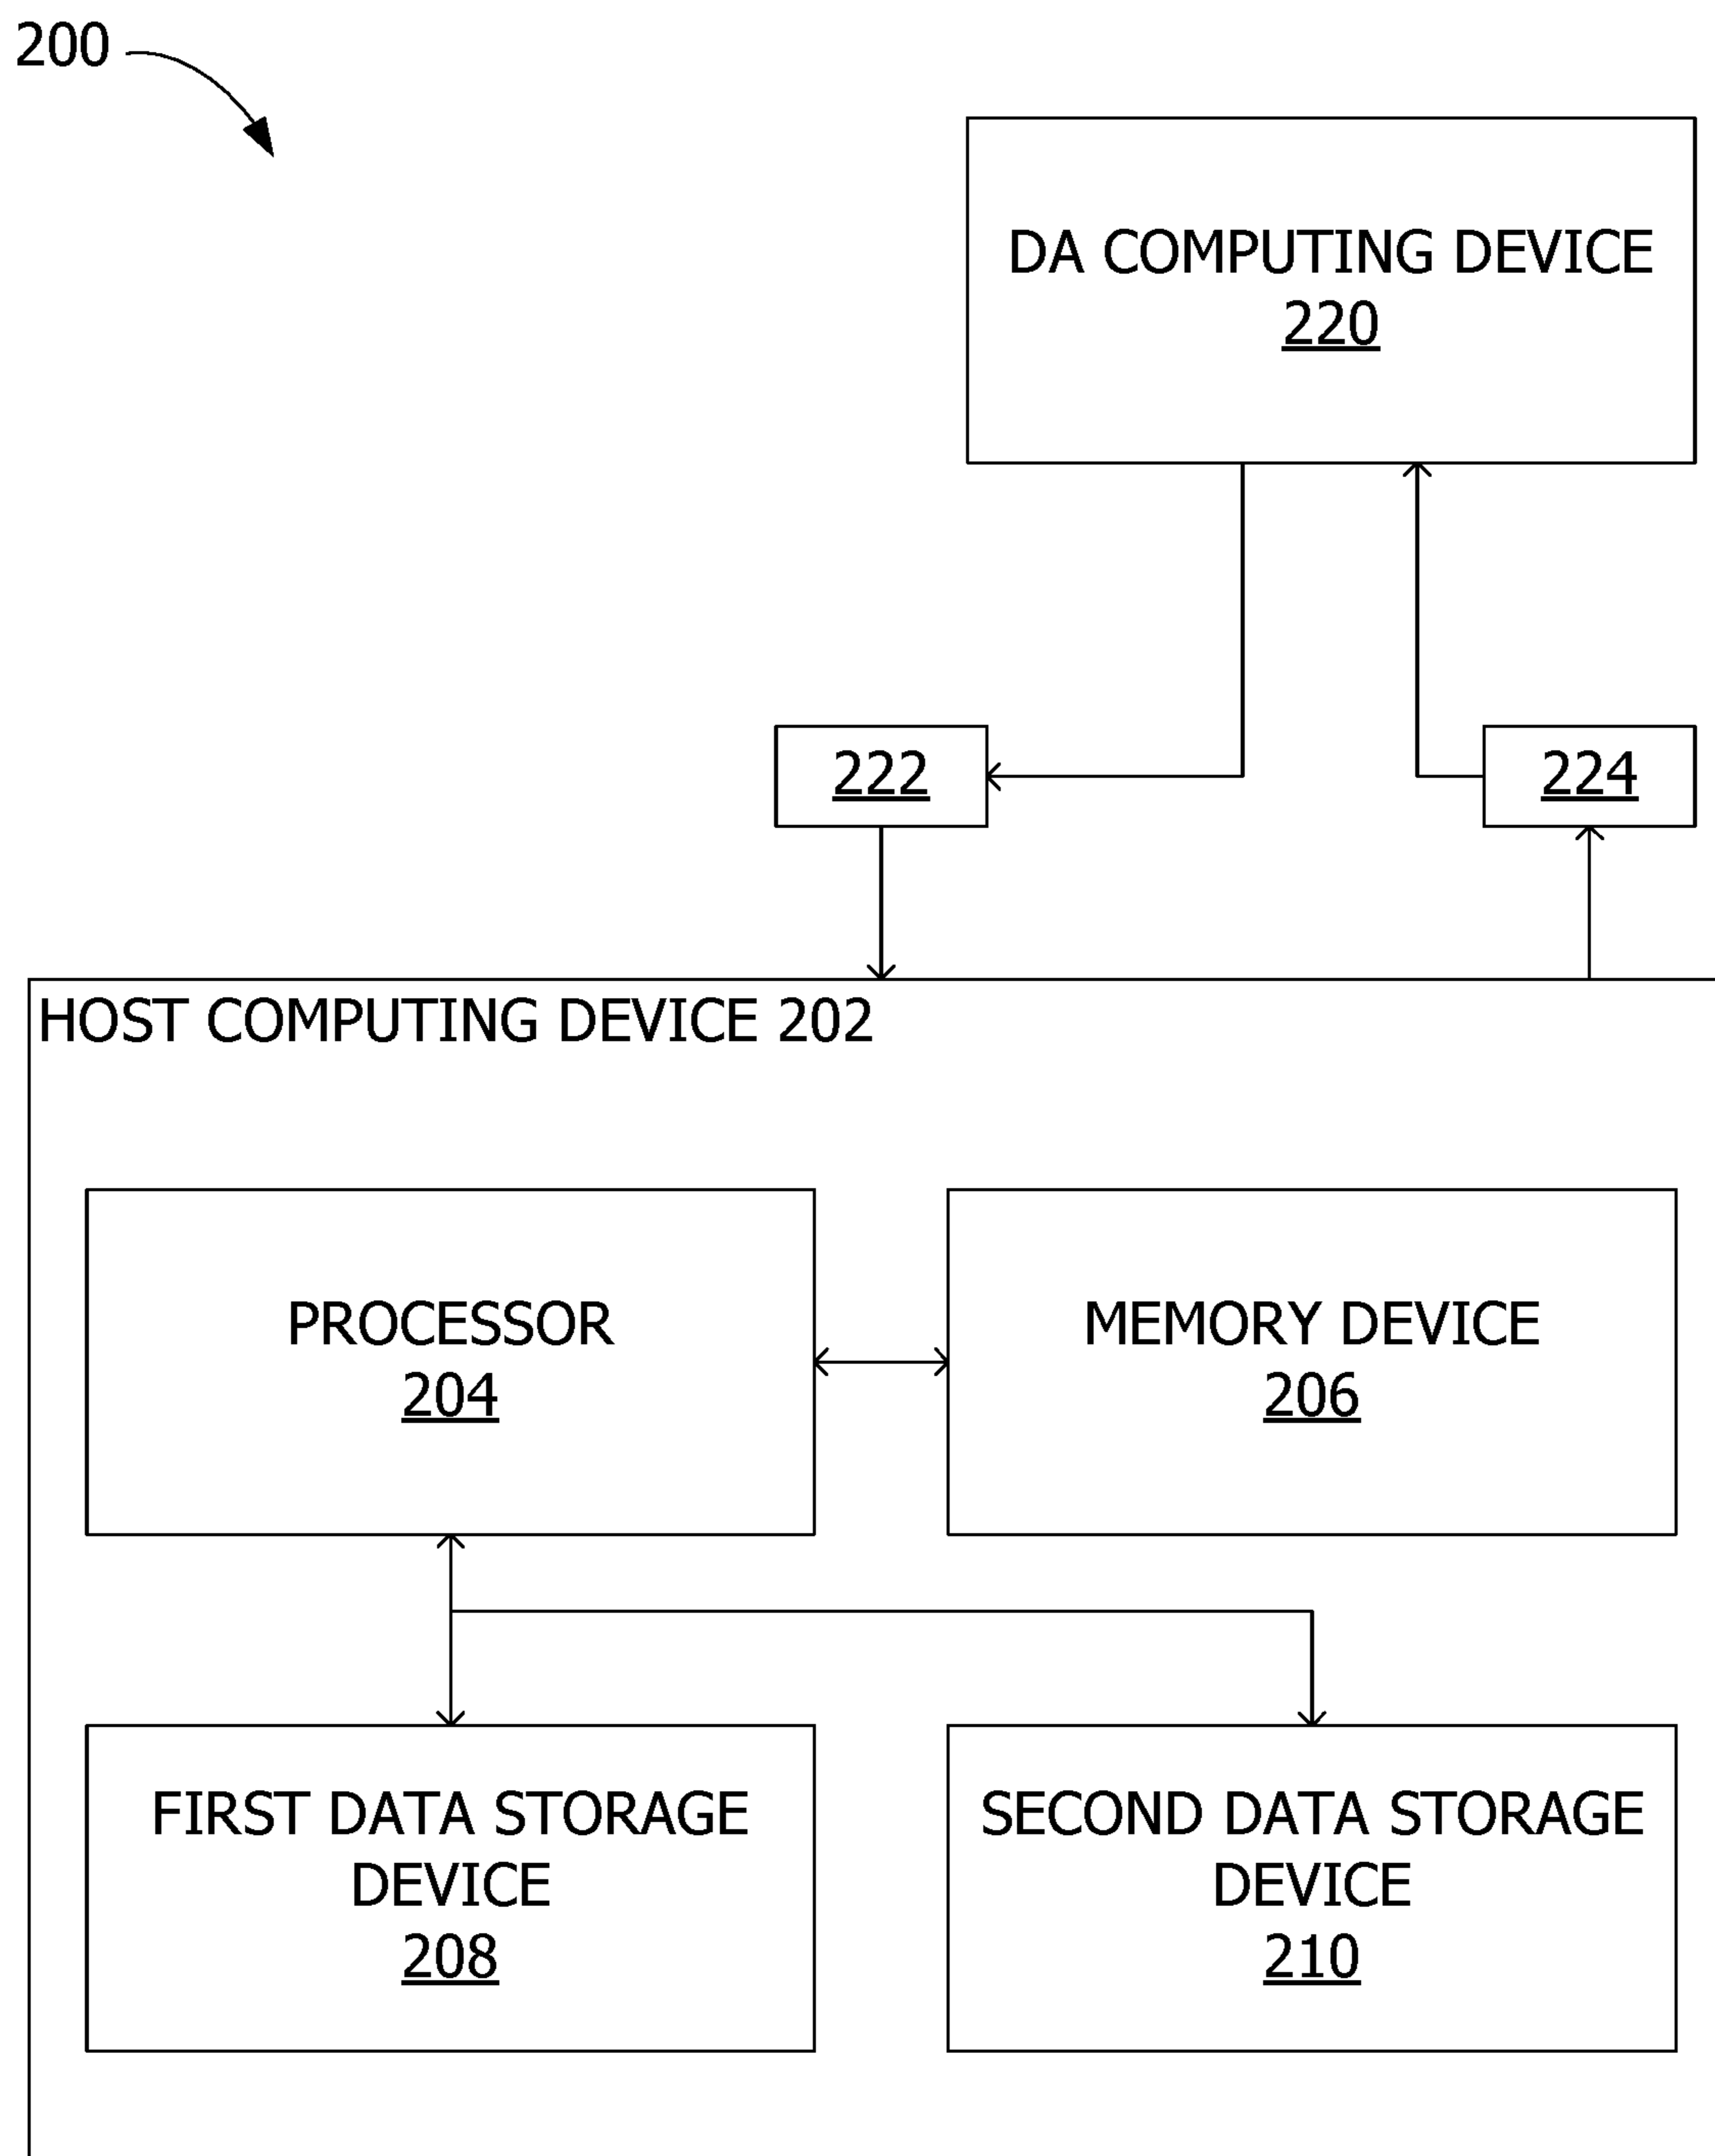 200
DA COMPUTING DEVICE
220
222
224
HOST COMPUTING DEVICE 202
PROCESSOR
204
MEMORY DEVICE
206
FIRST DATA STORAGE
DEVICE
208
SECOND DATA STORAGE
DEVICE
210